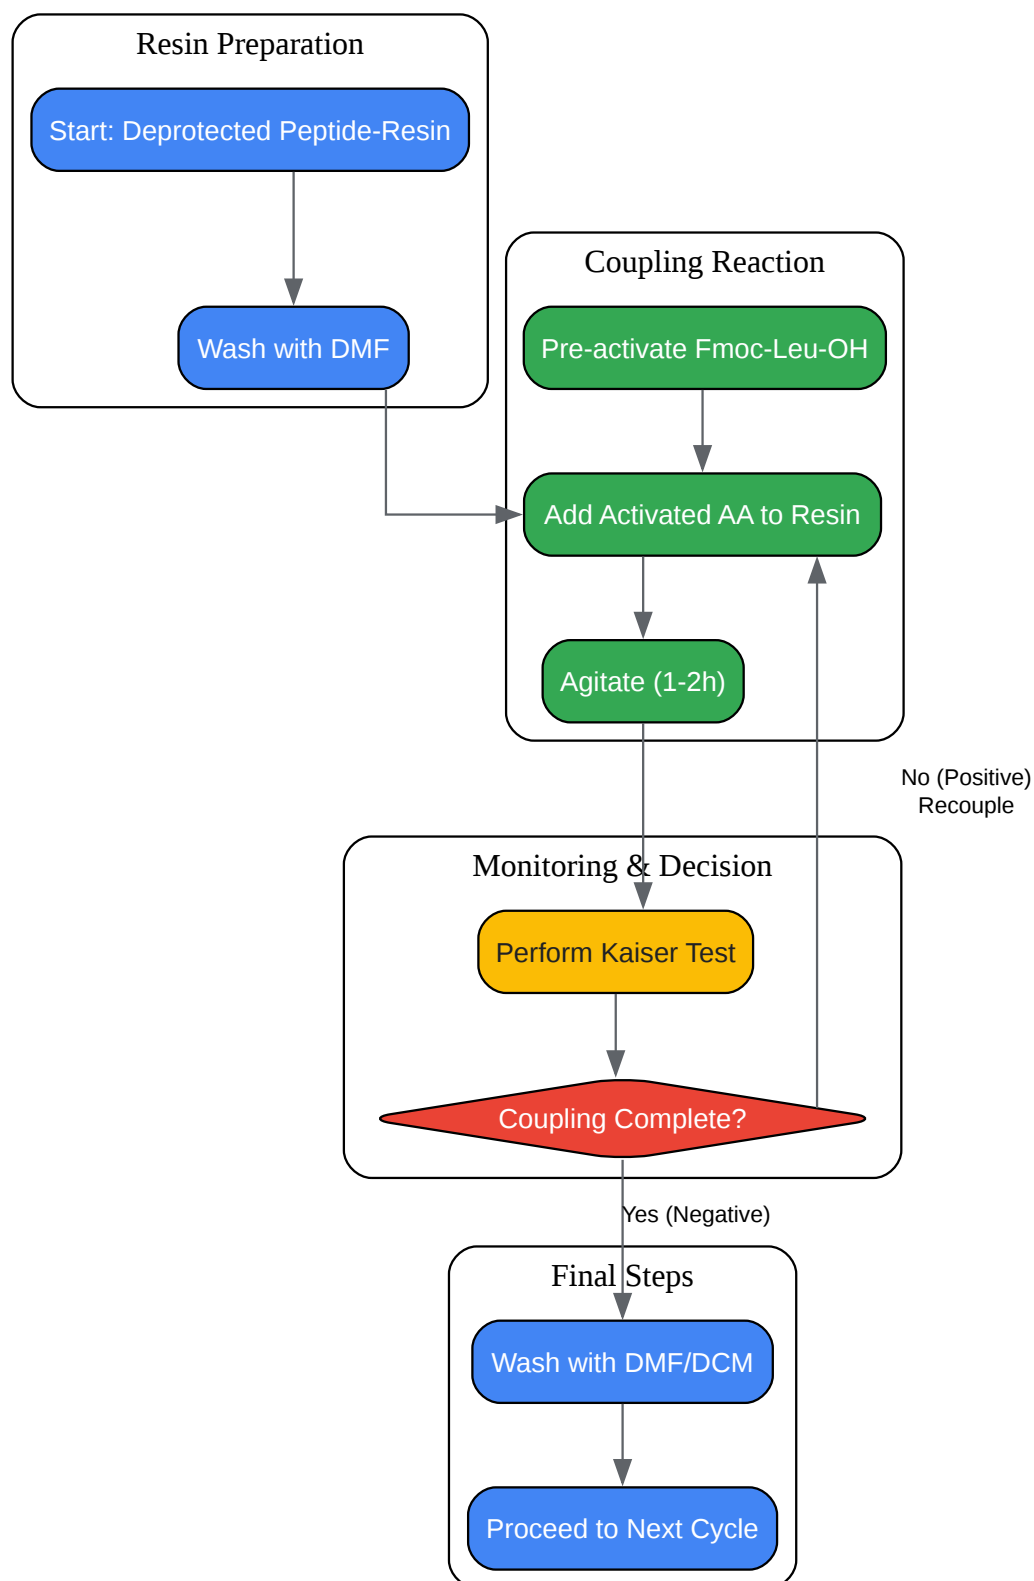 Resin Preparation
Start: Deprotected Peptide-Resin
Wash with DMF
Coupling Reaction
Pre-activate Fmoc-Leu-OH
Add Activated AA to Resin
Agitate (1-2h)
No (Positive)
Recouple
Monitoring & Decision
Perform Kaiser Test
Coupling Complete?
Yes (Negative)
Final Steps
Wash with DMF/DCM
Proceed to Next Cycle